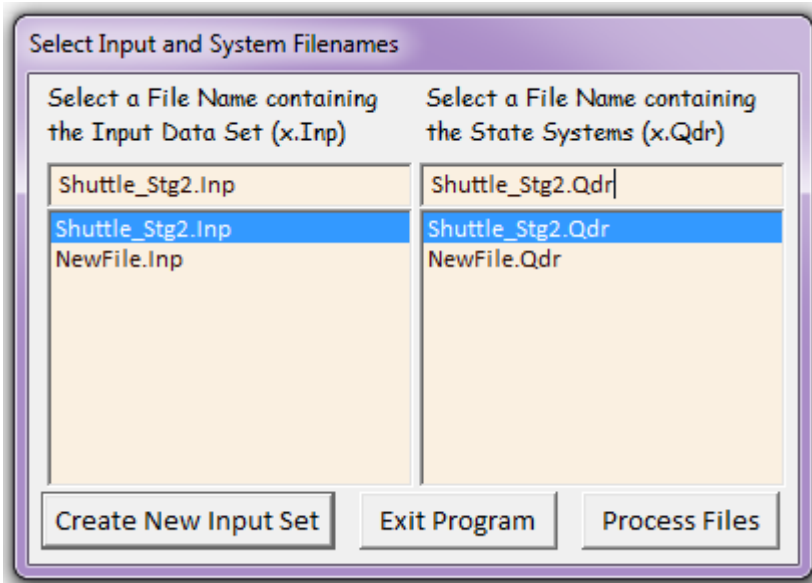 Select Input and System Filenames
Select a File Name containing
the Input Data Set (x.Inp)
Select a File Name containing
the State Systems (x.Qdr)
Shuttle_Stg2.Inp
Shuttle_Stg2.Qdr
Shuttle_Stg2.Inp
NewFile.Inp
Shuttle_Stg2.Qdr
NewFile.Qdr
Create New Input Set
Exit Program
Process Files